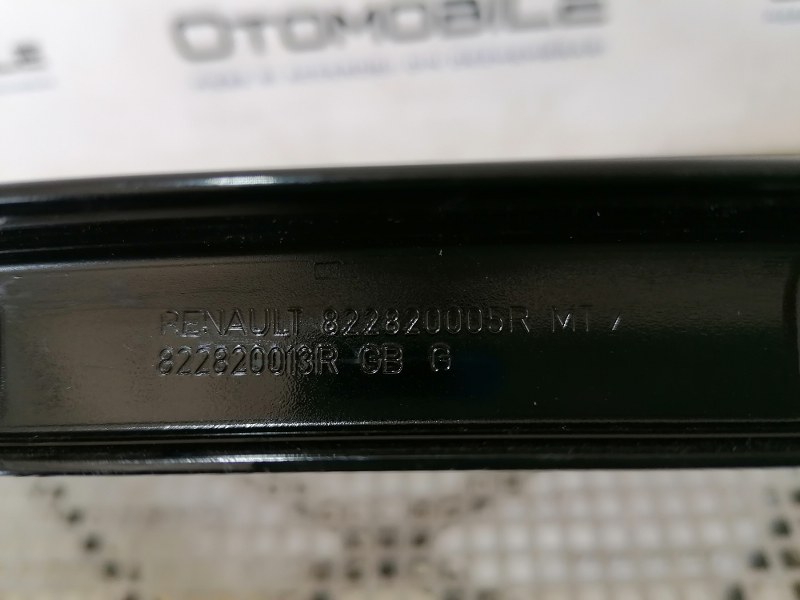 OTOMOBILE
RENAULT 822820005R MT /
822820013R GB G